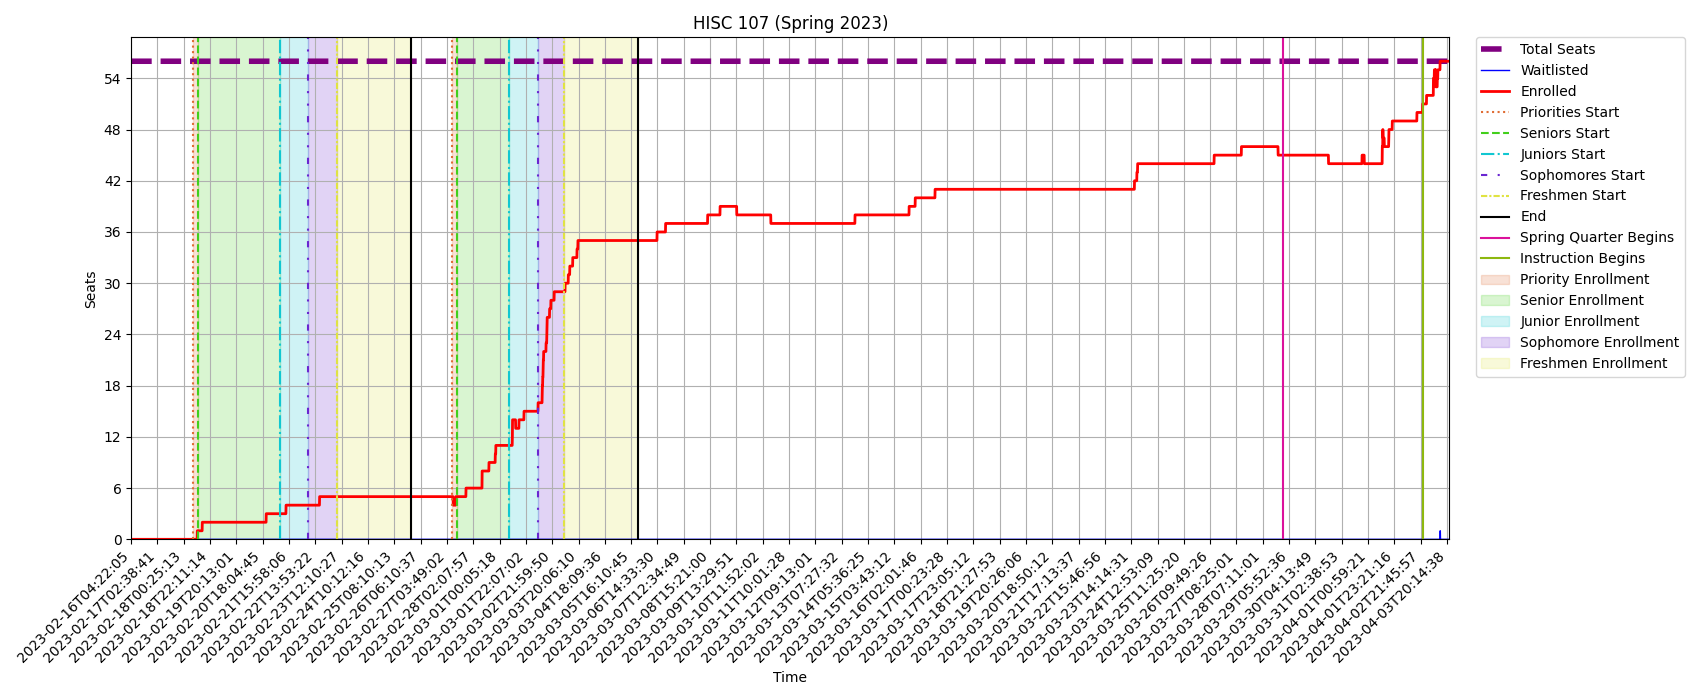 HISC 107 (Spring 2023)
Seats
54
48
42
36
30
24
18
12
6
0
2023-02-16T04:22:05
2023-02-17T02:38:41
2023-02-18T00:25:13
2023-02-18T22:11:14
2023-02-19T20:13:01
2023-02-20T18:04:45
2023-02-21T15:58:06
2023-02-22T13:53:22
2023-02-23T12:10:27
2023-02-24T10:12:16
2023-02-25T08:10:13
2023-02-26T06:10:37
2023-02-27T03:49:02
2023-02-28T02:07:57
2023-03-01T00:05:18
2023-03-01T22:07:02
2023-03-02T21:59:50
2023-03-03T20:06:10
2023-03-04T18:09:36
2023-03-05T16:10:45
2023-03-06T14:33:30
2023-03-07T12:34:49
2023-03-08T15:21:00
2023-03-09T13:29:51
2023-03-10T11:52:02
2023-03-11T10:01:28
2023-03-12T09:13:01
2023-03-13T07:27:32
2023-03-14T05:36:25
2023-03-15T03:43:12
2023-03-16T02:01:46
2023-03-17T00:23:28
2023-03-17T23:05:12
2023-03-18T21:27:53
2023-03-19T20:26:06
2023-03-20T18:50:12
2023-03-21T17:13:37
2023-03-22T15:46:56
2023-03-23T14:14:31
2023-03-24T12:53:09
2023-03-25T11:25:20
2023-03-26T09:49:26
2023-03-27T08:25:01
2023-03-28T07:11:01
2023-03-29T05:52:36
2023-03-30T04:13:49
2023-03-31T02:38:53
2023-04-01T00:59:21
2023-04-01T23:21:16
2023-04-02T21:45:57
2023-04-03T20:14:38
Time
Total Seats
Waitlisted
Enrolled
Priorities Start
Seniors Start
Juniors Start
Sophomores Start
Freshmen Start
End
Spring Quarter Begins
Instruction Begins
Priority Enrollment
Senior Enrollment
Junior Enrollment
Sophomore Enrollment
Freshmen Enrollment